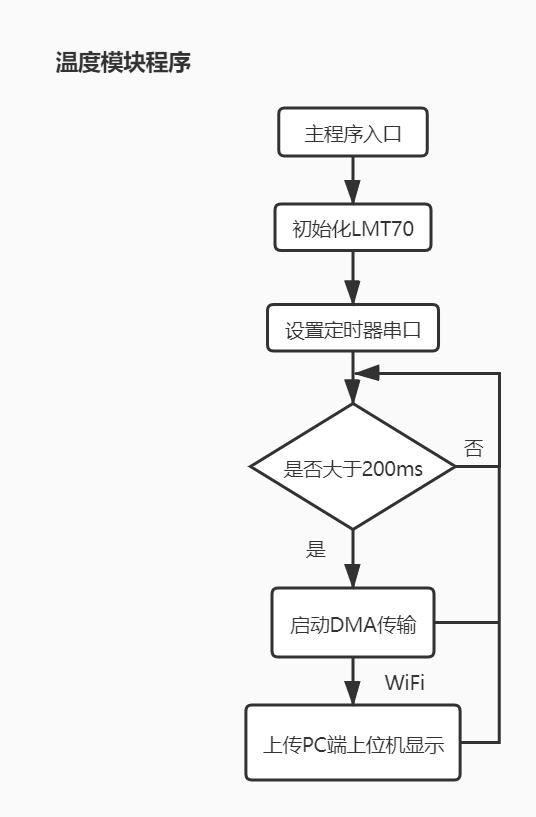 温度模块程序
主程序入口
初始化LMT70
设置定时器串口
是否大于200ms
否
是
启动DMA传输
WiFi
上传PC端上位机显示